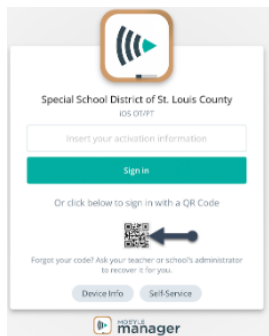 Special School District of St. Louis County
iOS OT/PT
Insert your activation information
Sign in
Or click below to sign in with a QR Code
Forgot your code? Ask your teacher or school's administrator
to recover it for you.
Device Info Self-Service
MOSYLE
manager